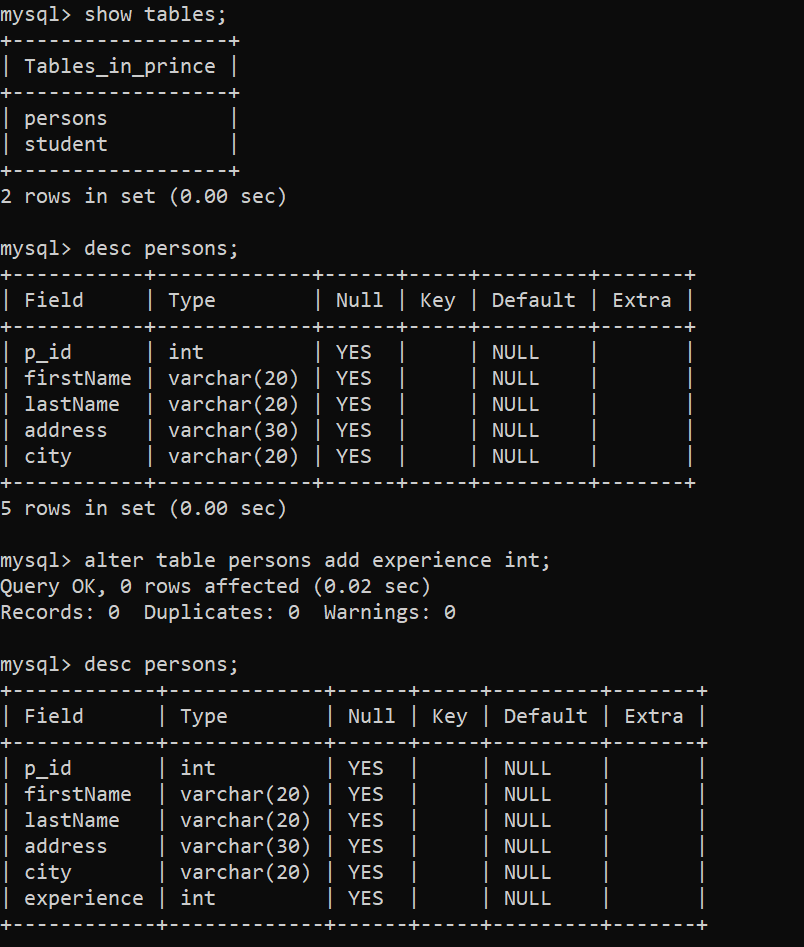 mysql> show tables;
+------------------+
| Tables_in_prince |
+------------------+
| persons          |
| student          |
+------------------+
2 rows in set (0.00 sec)
mysql> desc persons;
+-----------+-------------+------+-----+---------+-------+
| Field     | Type        | Null | Key | Default | Extra |
+-----------+-------------+------+-----+---------+-------+
| p_id      | int         | YES  |     | NULL    |       |
| firstName | varchar(20) | YES  |     | NULL    |       |
| lastName  | varchar(20) | YES  |     | NULL    |       |
| address   | varchar(30) | YES  |     | NULL    |       |
| city      | varchar(20) | YES  |     | NULL    |       |
+-----------+-------------+------+-----+---------+-------+
5 rows in set (0.00 sec)
mysql> alter table persons add experience int;
Query OK, 0 rows affected (0.02 sec)
Records: 0  Duplicates: 0  Warnings: 0
mysql> desc persons;
+------------+-------------+------+-----+---------+-------+
| Field      | Type        | Null | Key | Default | Extra |
+------------+-------------+------+-----+---------+-------+
| p_id       | int         | YES  |     | NULL    |       |
| firstName  | varchar(20) | YES  |     | NULL    |       |
| lastName   | varchar(20) | YES  |     | NULL    |       |
| address    | varchar(30) | YES  |     | NULL    |       |
| city       | varchar(20) | YES  |     | NULL    |       |
| experience | int         | YES  |     | NULL    |       |
+------------+-------------+------+-----+---------+-------+